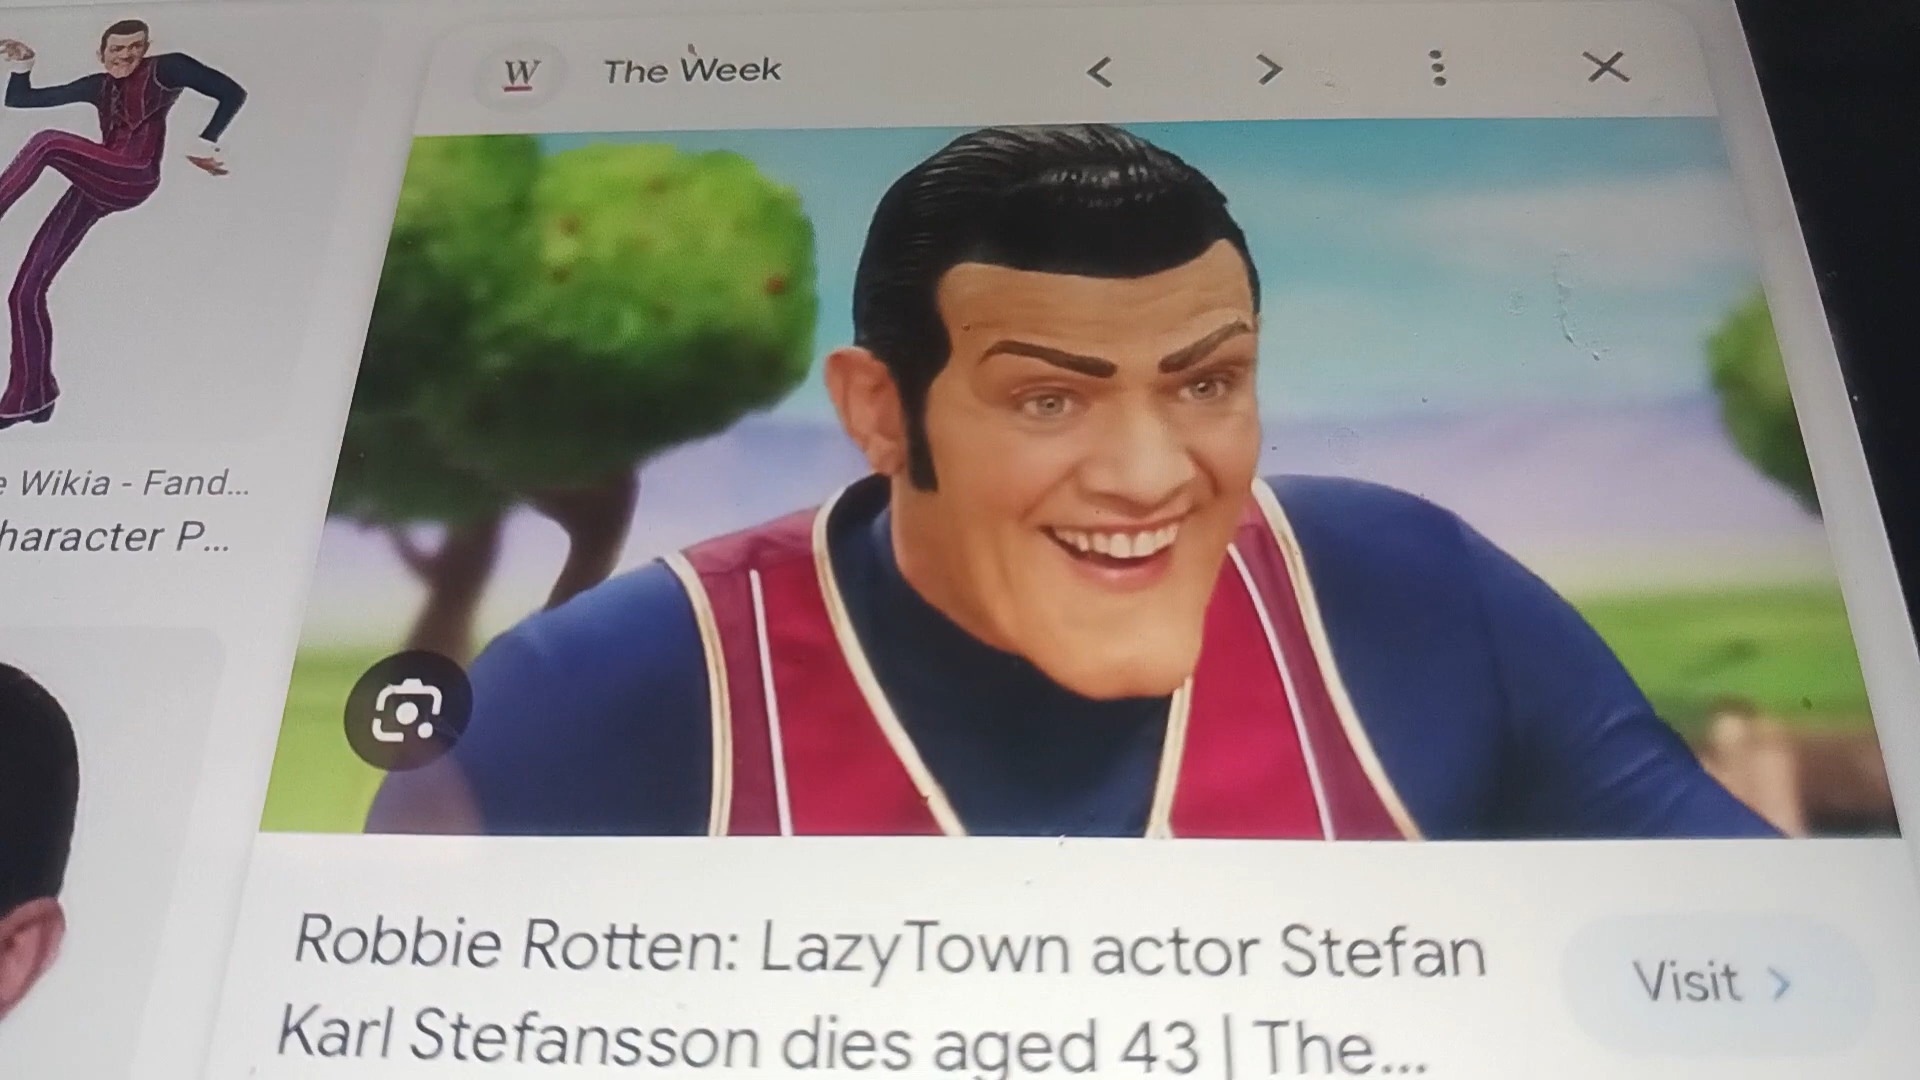 W The Week
e Wikia - Fand...
haracter P...
Robbie Rotten: LazyTown actor Stefan
Karl Stefansson dies aged 43 | The...
Visit >